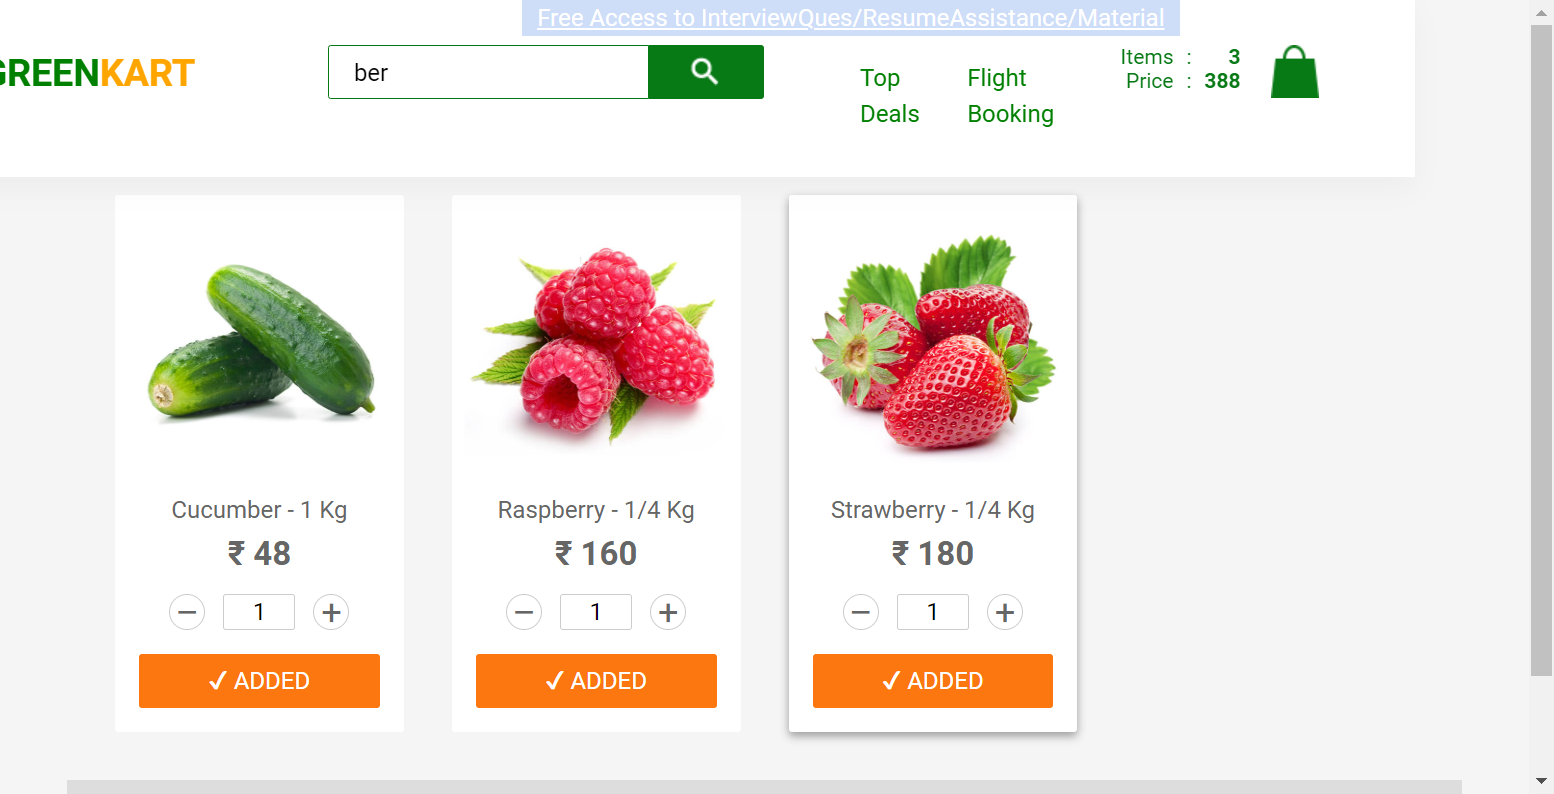 Free Access to InterviewQues/ResumeAssistance/Material
GREENKART
ber
Top Deals
Flight Booking
Items : 3
Price : 388
Cucumber - 1 Kg
₹ 48
− 1 +
✓ ADDED
Raspberry - 1/4 Kg
₹ 160
− 1 +
✓ ADDED
Strawberry - 1/4 Kg
₹ 180
− 1 +
✓ ADDED